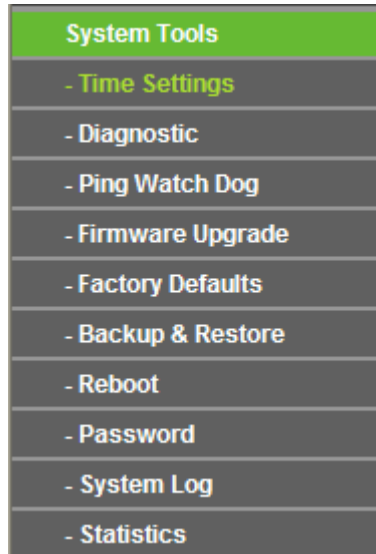 System Tools
- Time Settings
- Diagnostic
- Ping Watch Dog
- Firmware Upgrade
- Factory Defaults
- Backup & Restore
- Reboot
- Password
- System Log
- Statistics